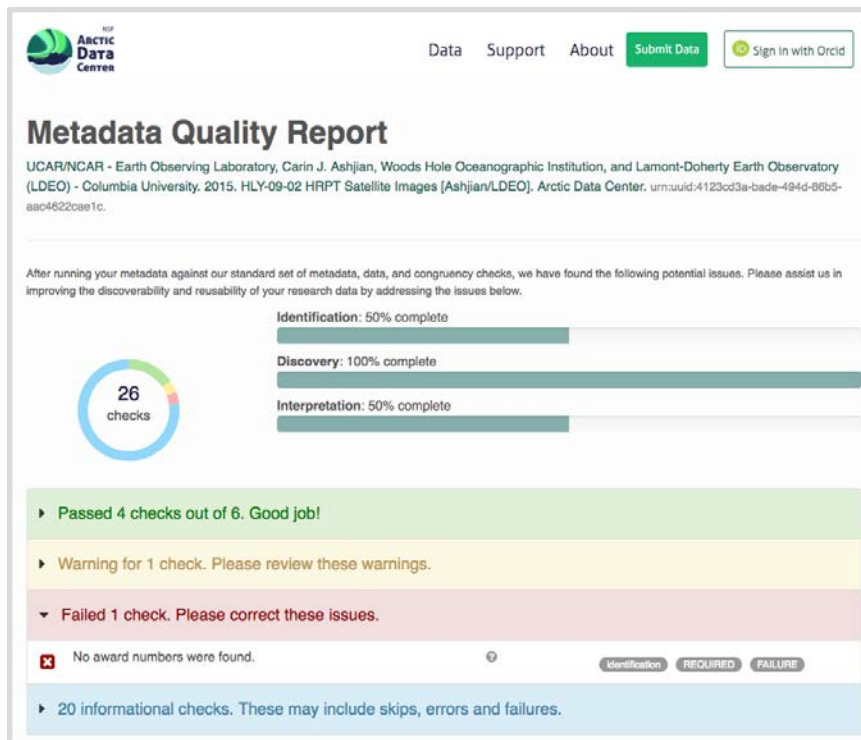 NSF
ARCTIC
DATA
CENTER
Data Support About Submit Data iD Sign in with Orcid
Metadata Quality Report
UCAR/NCAR - Earth Observing Laboratory, Carin J. Ashjian, Woods Hole Oceanographic Institution, and Lamont-Doherty Earth Observatory
(LDEO) - Columbia University. 2015. HLY-09-02 HRPT Satellite Images [Ashjian/LDEO]. Arctic Data Center. urn:uuid:4123cd3a-bade-494d-86b5-
aac4622cae1c.
After running your metadata against our standard set of metadata, data, and congruency checks, we have found the following potential issues. Please assist us in
improving the discoverability and reusability of your research data by addressing the issues below.
Identification: 50% complete
Discovery: 100% complete
Interpretation: 50% complete
26
checks
Passed 4 checks out of 6. Good job!
Warning for 1 check. Please review these warnings.
Failed 1 check. Please correct these issues.
No award numbers were found. ? Identification REQUIRED FAILURE
20 informational checks. These may include skips, errors and failures.